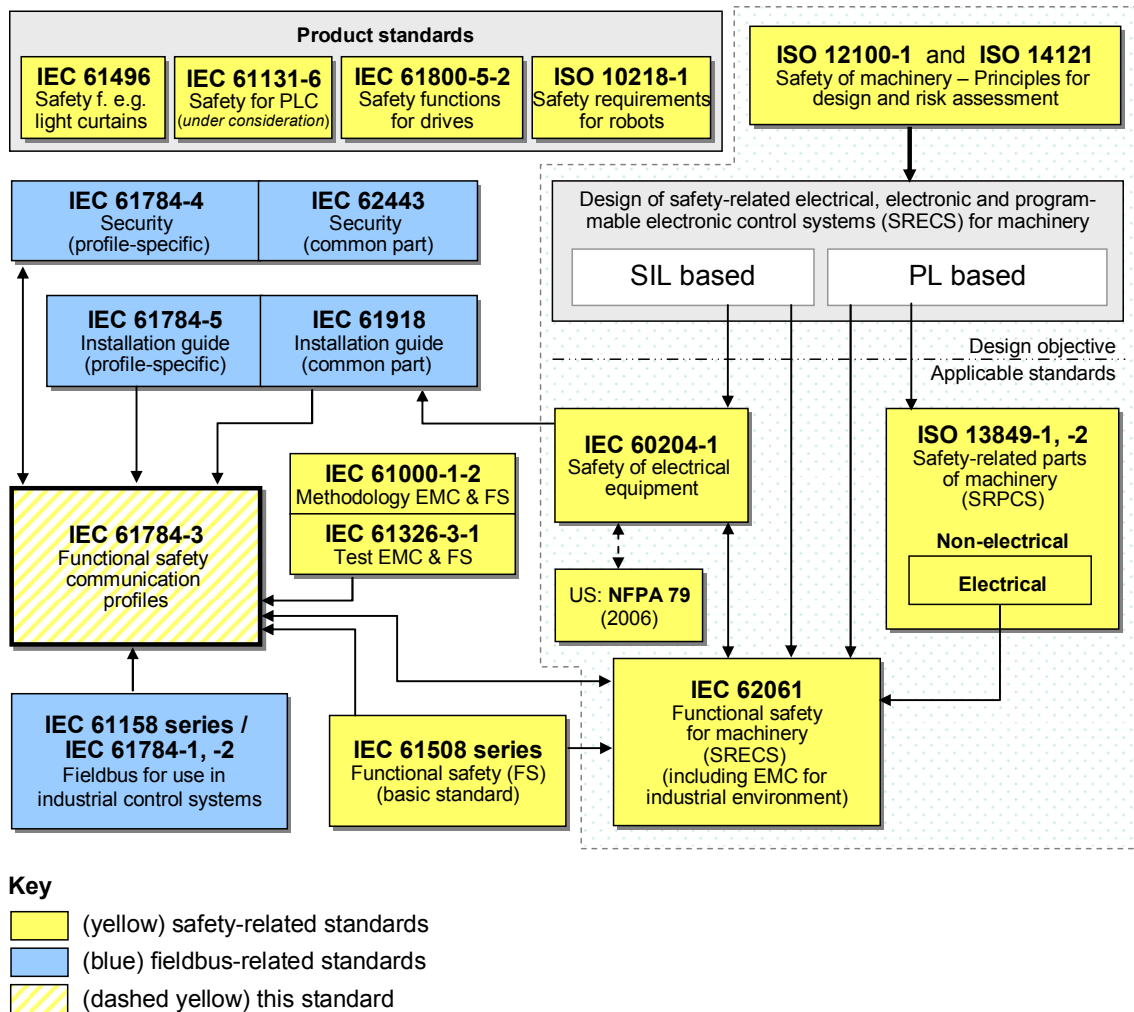 Product standards
IEC 61496
Safety f. e.g.
light curtains
IEC 61131-6
Safety for PLC
(under consideration)
IEC 61800-5-2
Safety functions
for drives
ISO 10218-1
Safety requirements
for robots
ISO 12100-1 and ISO 14121
Safety of machinery – Principles for
design and risk assessment
IEC 61784-4
Security
(profile-specific)
IEC 62443
Security
(common part)
Design of safety-related electrical, electronic and program-
mable electronic control systems (SRECS) for machinery
SIL based
PL based
IEC 61784-5
Installation guide
(profile-specific)
IEC 61918
Installation guide
(common part)
Design objective
Applicable standards
IEC 60204-1
Safety of electrical
equipment
ISO 13849-1, -2
Safety-related parts
of machinery
(SRPCS)
Non-electrical
Electrical
IEC 61000-1-2
Methodology EMC & FS
IEC 61326-3-1
Test EMC & FS
IEC 61784-3
Functional safety
communication
profiles
US: NFPA 79
(2006)
IEC 61158 series /
IEC 61784-1, -2
Fieldbus for use in
industrial control systems
IEC 61508 series
Functional safety (FS)
(basic standard)
IEC 62061
Functional safety
for machinery
(SRECS)
(including EMC for
industrial environment)
Key
(yellow) safety-related standards
(blue) fieldbus-related standards
(dashed yellow) this standard